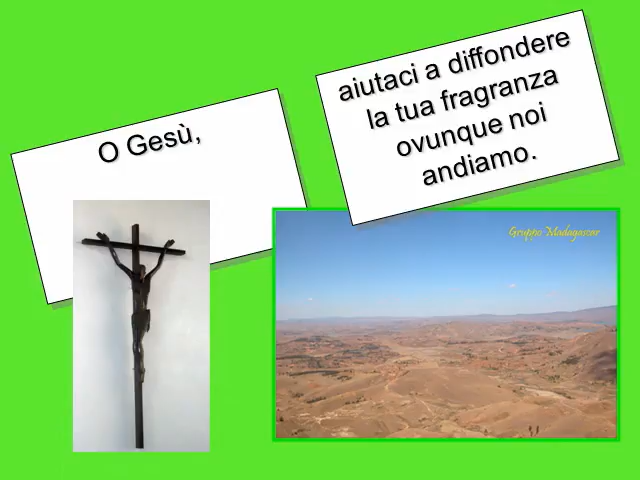 O Gesù,
aiutaci a diffondere
la tua fragranza
ovunque noi
andiamo.
Gruppo Madagascar